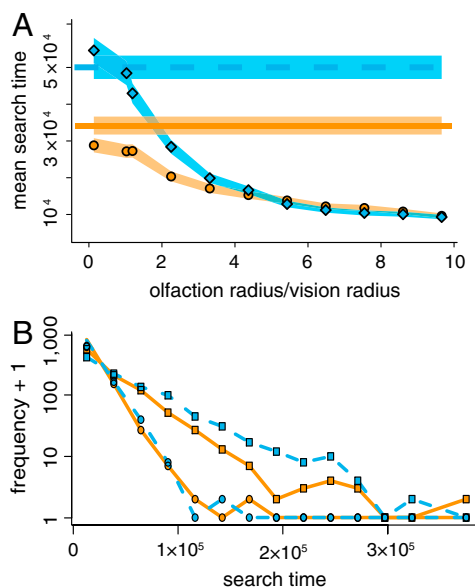 A
mean search time
10⁴
3×10⁴
5×10⁴
0 2 4 6 8 10
olfaction radius/vision radius
B
frequency + 1
1
10
100
1,000
0 1×10⁵ 2×10⁵ 3×10⁵
search time